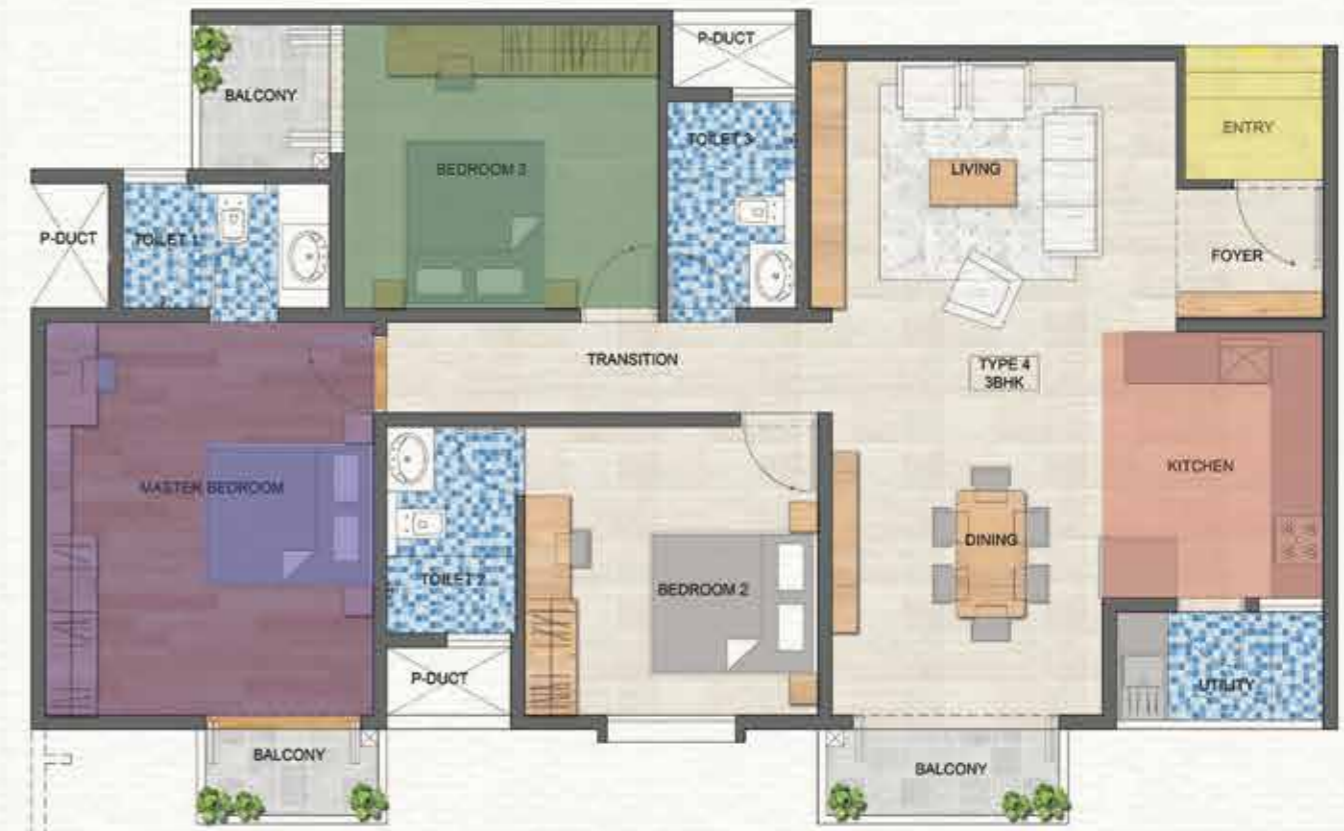 P-DUCT
BALCONY
ENTRY
TOILET 3
BEDROOM 3
LIVING
P-DUCT
TOILET 1
FOYER
TRANSITION
TYPE 4
3BHK
KITCHEN
MASTER BEDROOM
DINING
TOILET 2
BEDROOM 2
P-DUCT
UTILITY
BALCONY
BALCONY